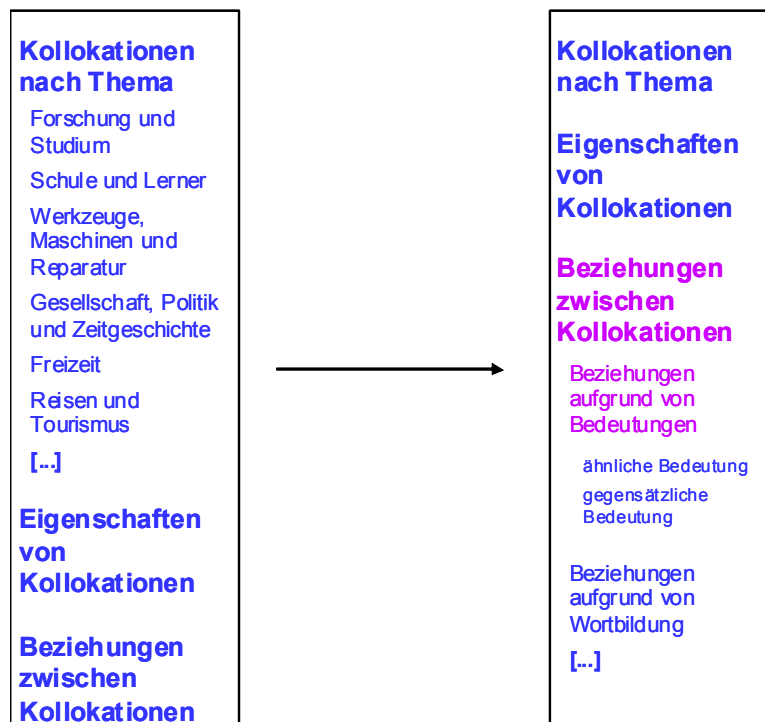 Kollokationen
nach Thema
Forschung und
Studium
Schule und Lerner
Werkzeuge,
Maschinen und
Reparatur
Gesellschaft, Politik
und Zeitgeschichte
Freizeit
Reisen und
Tourismus
[...]
Eigenschaften
von
Kollokationen
Beziehungen
zwischen
Kollokationen
Kollokationen
nach Thema
Eigenschaften
von
Kollokationen
Beziehungen
zwischen
Kollokationen
Beziehungen
aufgrund von
Bedeutungen
ähnliche Bedeutung
gegensätzliche
Bedeutung
Beziehungen
aufgrund von
Wortbildung
[...]